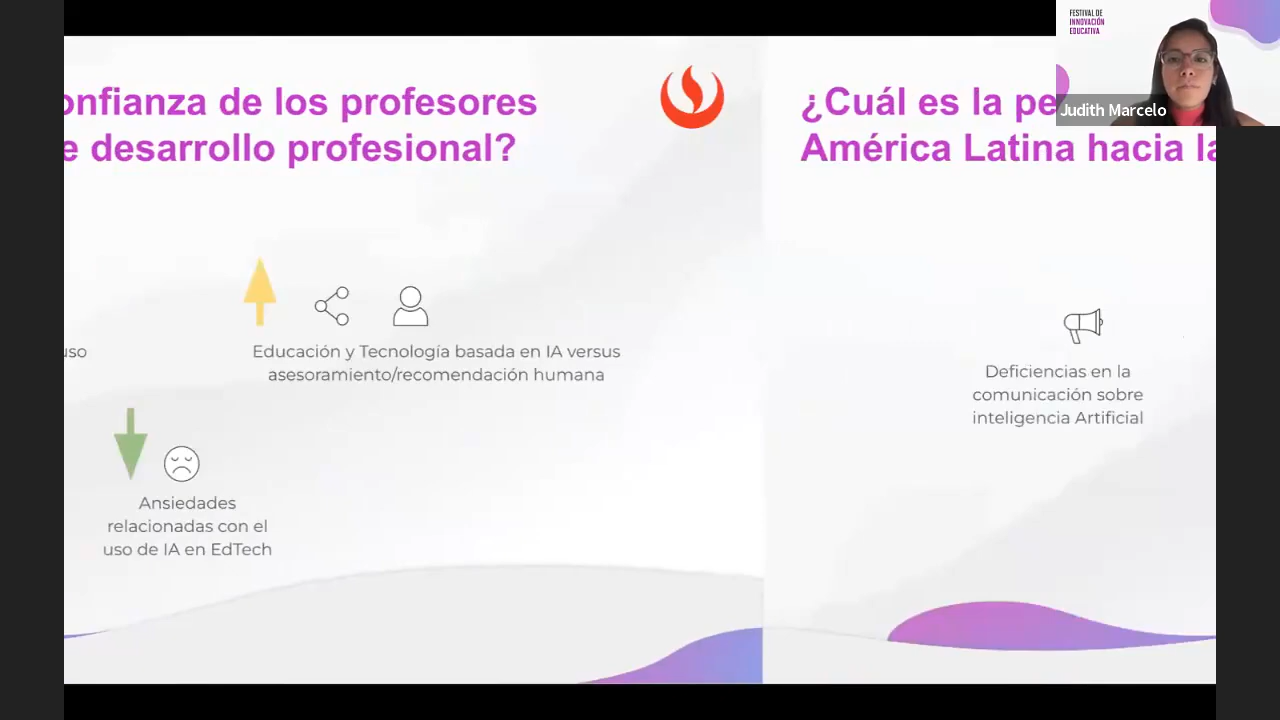 FESTIVAL DE
INNOVACIÓN
EDUCATIVA
Judith Marcelo
onfianza de los profesores
e desarrollo profesional?
uso
Educación y Tecnología basada en IA versus
asesoramiento/recomendación humana
Ansiedades
relacionadas con el
uso de IA en EdTech
¿Cuál es la pe
América Latina hacia la
Deficiencias en la
comunicación sobre
inteligencia Artificial